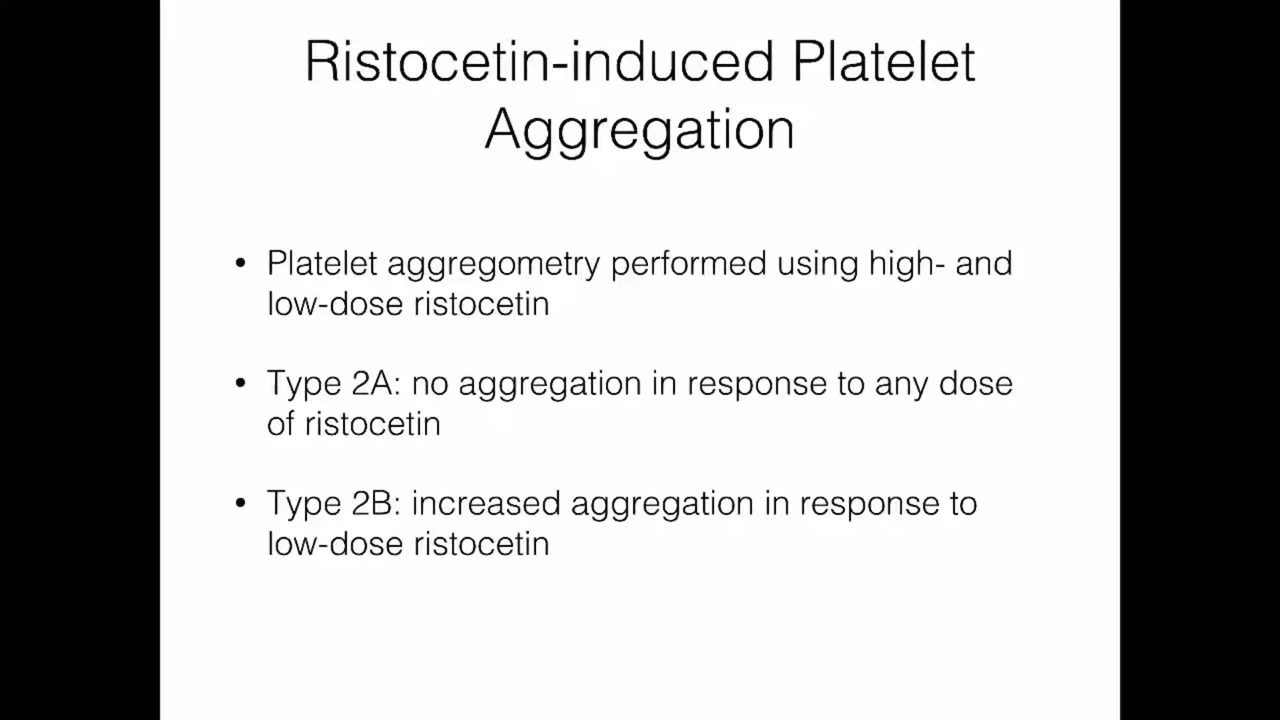 Ristocetin-induced Platelet
Aggregation
• Platelet aggregometry performed using high- and
low-dose ristocetin
• Type 2A: no aggregation in response to any dose
of ristocetin
• Type 2B: increased aggregation in response to
low-dose ristocetin